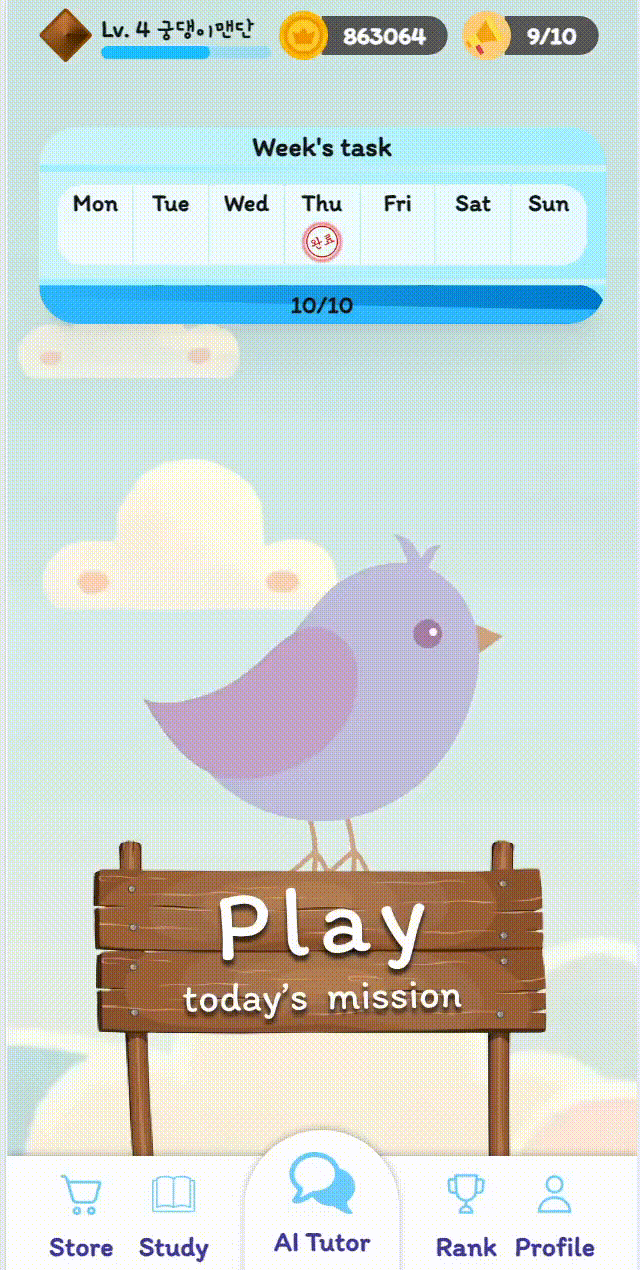 Lv. 4 궁댕이맨단
863064
9/10
Week's task
Mon Tue Wed Thu Fri Sat Sun
완료
10/10
Play
today's mission
Store Study AI Tutor Rank Profile